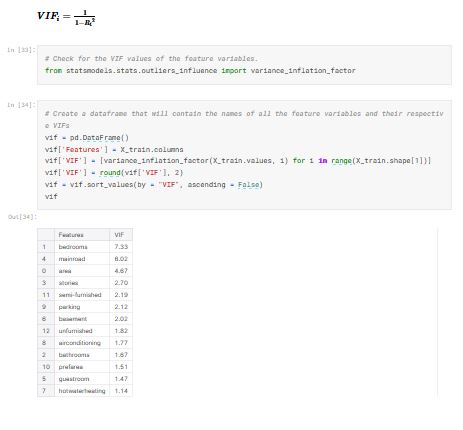 VIFᵢ = 1 / 1−Rᵢ²
In [33]:
# Check for the VIF values of the feature variables.
from statsmodels.stats.outliers_influence import variance_inflation_factor
In [34]:
# Create a dataframe that will contain the names of all the feature variables and their respectiv
e VIFs
vif = pd.DataFrame()
vif['Features'] = X_train.columns
vif['VIF'] = [variance_inflation_factor(X_train.values, i) for i in range(X_train.shape[1])]
vif['VIF'] = round(vif['VIF'], 2)
vif = vif.sort_values(by = "VIF", ascending = False)
vif
Out[34]:
Features VIF
1 bedrooms 7.33
4 mainroad 6.02
0 area 4.67
3 stories 2.70
11 semi-furnished 2.19
9 parking 2.12
6 basement 2.02
12 unfurnished 1.82
8 airconditioning 1.77
2 bathrooms 1.67
10 prefarea 1.51
5 guestroom 1.47
7 hotwaterheating 1.14